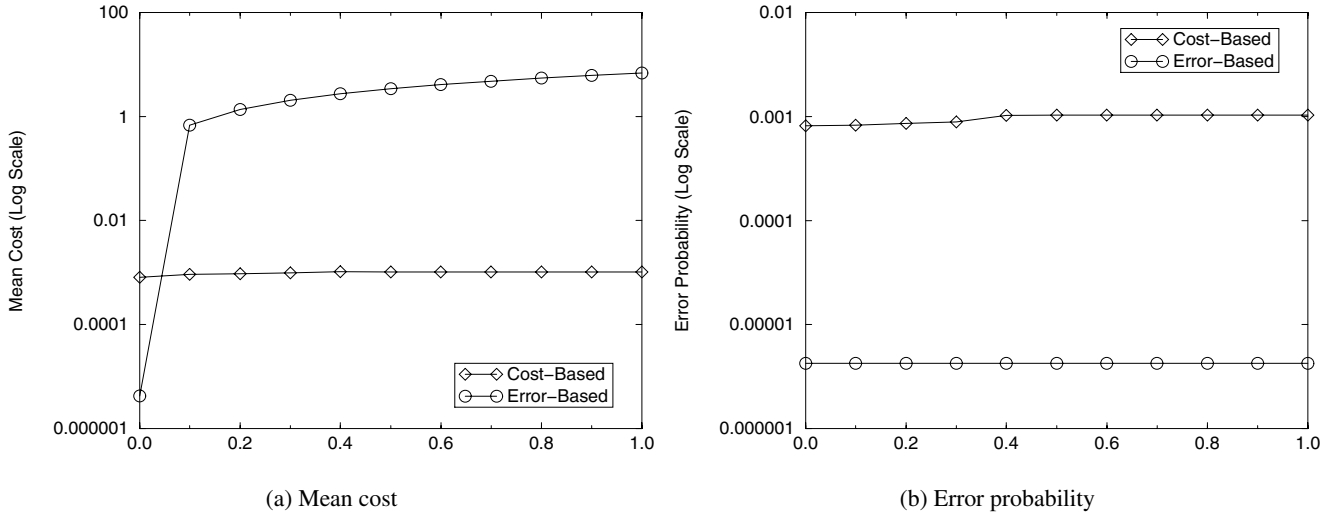 100
1
0.01
0.0001
0.000001
Mean Cost (Log Scale)
Cost-Based
Error-Based
0.0 0.2 0.4 0.6 0.8 1.0
(a) Mean cost
0.01
0.001
0.0001
0.00001
0.000001
Error Probability (Log Scale)
Cost-Based
Error-Based
0.0 0.2 0.4 0.6 0.8 1.0
(b) Error probability